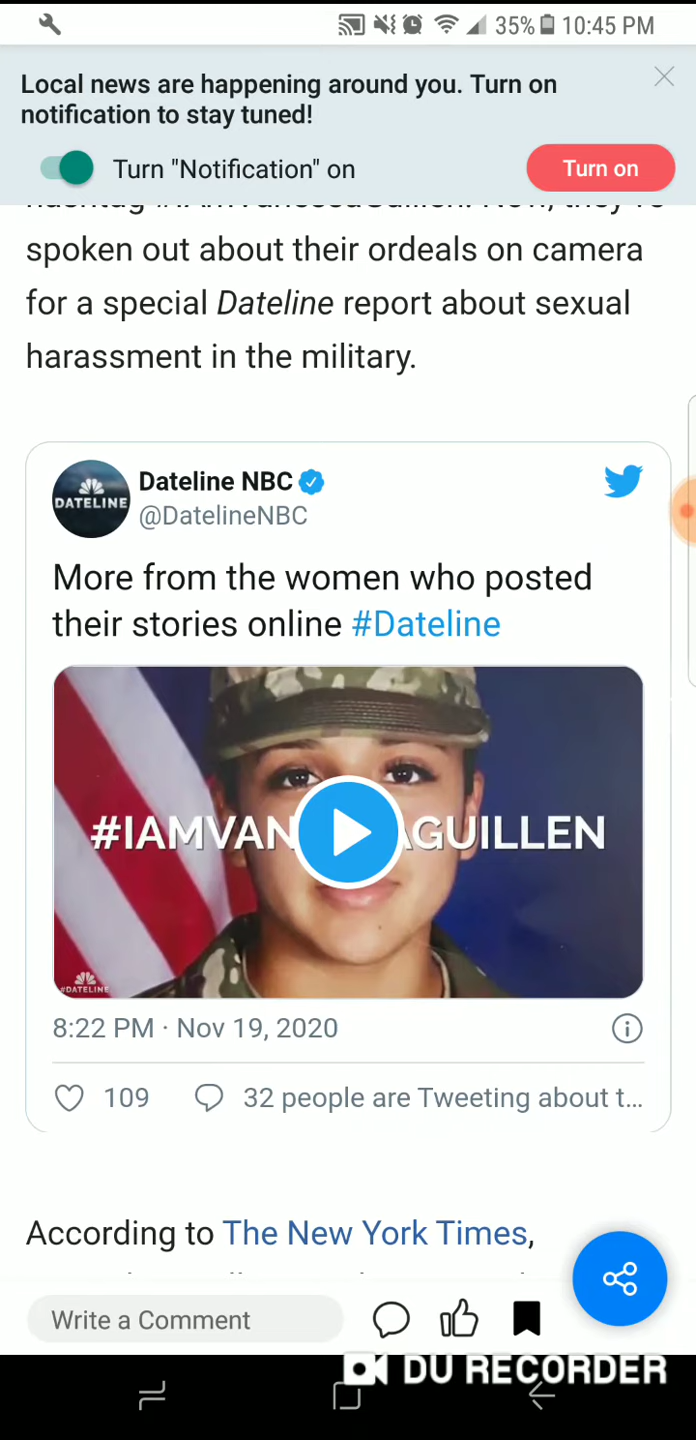 35% 10:45 PM
Local news are happening around you. Turn on
notification to stay tuned!
Turn "Notification" on
Turn on
spoken out about their ordeals on camera
for a special Dateline report about sexual
harassment in the military.
DATELINE
Dateline NBC
@DatelineNBC
More from the women who posted
their stories online #Dateline
#IAMVAN AGUILLEN
#DATELINE
8:22 PM · Nov 19, 2020
109
32 people are Tweeting about t...
According to The New York Times,
Write a Comment
DU RECORDER